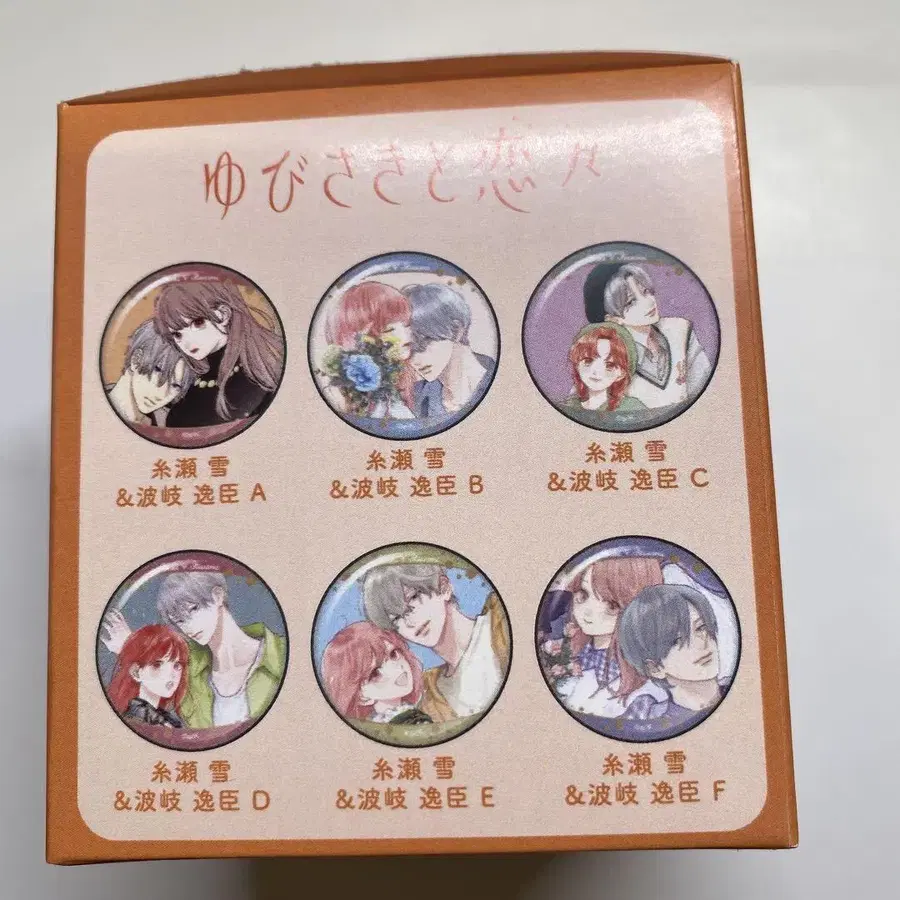 ゆびさきと恋々
糸瀬 雪
&波岐 逸臣 A
糸瀬 雪
&波岐 逸臣 B
糸瀬 雪
&波岐 逸臣 C
糸瀬 雪
&波岐 逸臣 D
糸瀬 雪
&波岐 逸臣 E
糸瀬 雪
&波岐 逸臣 F